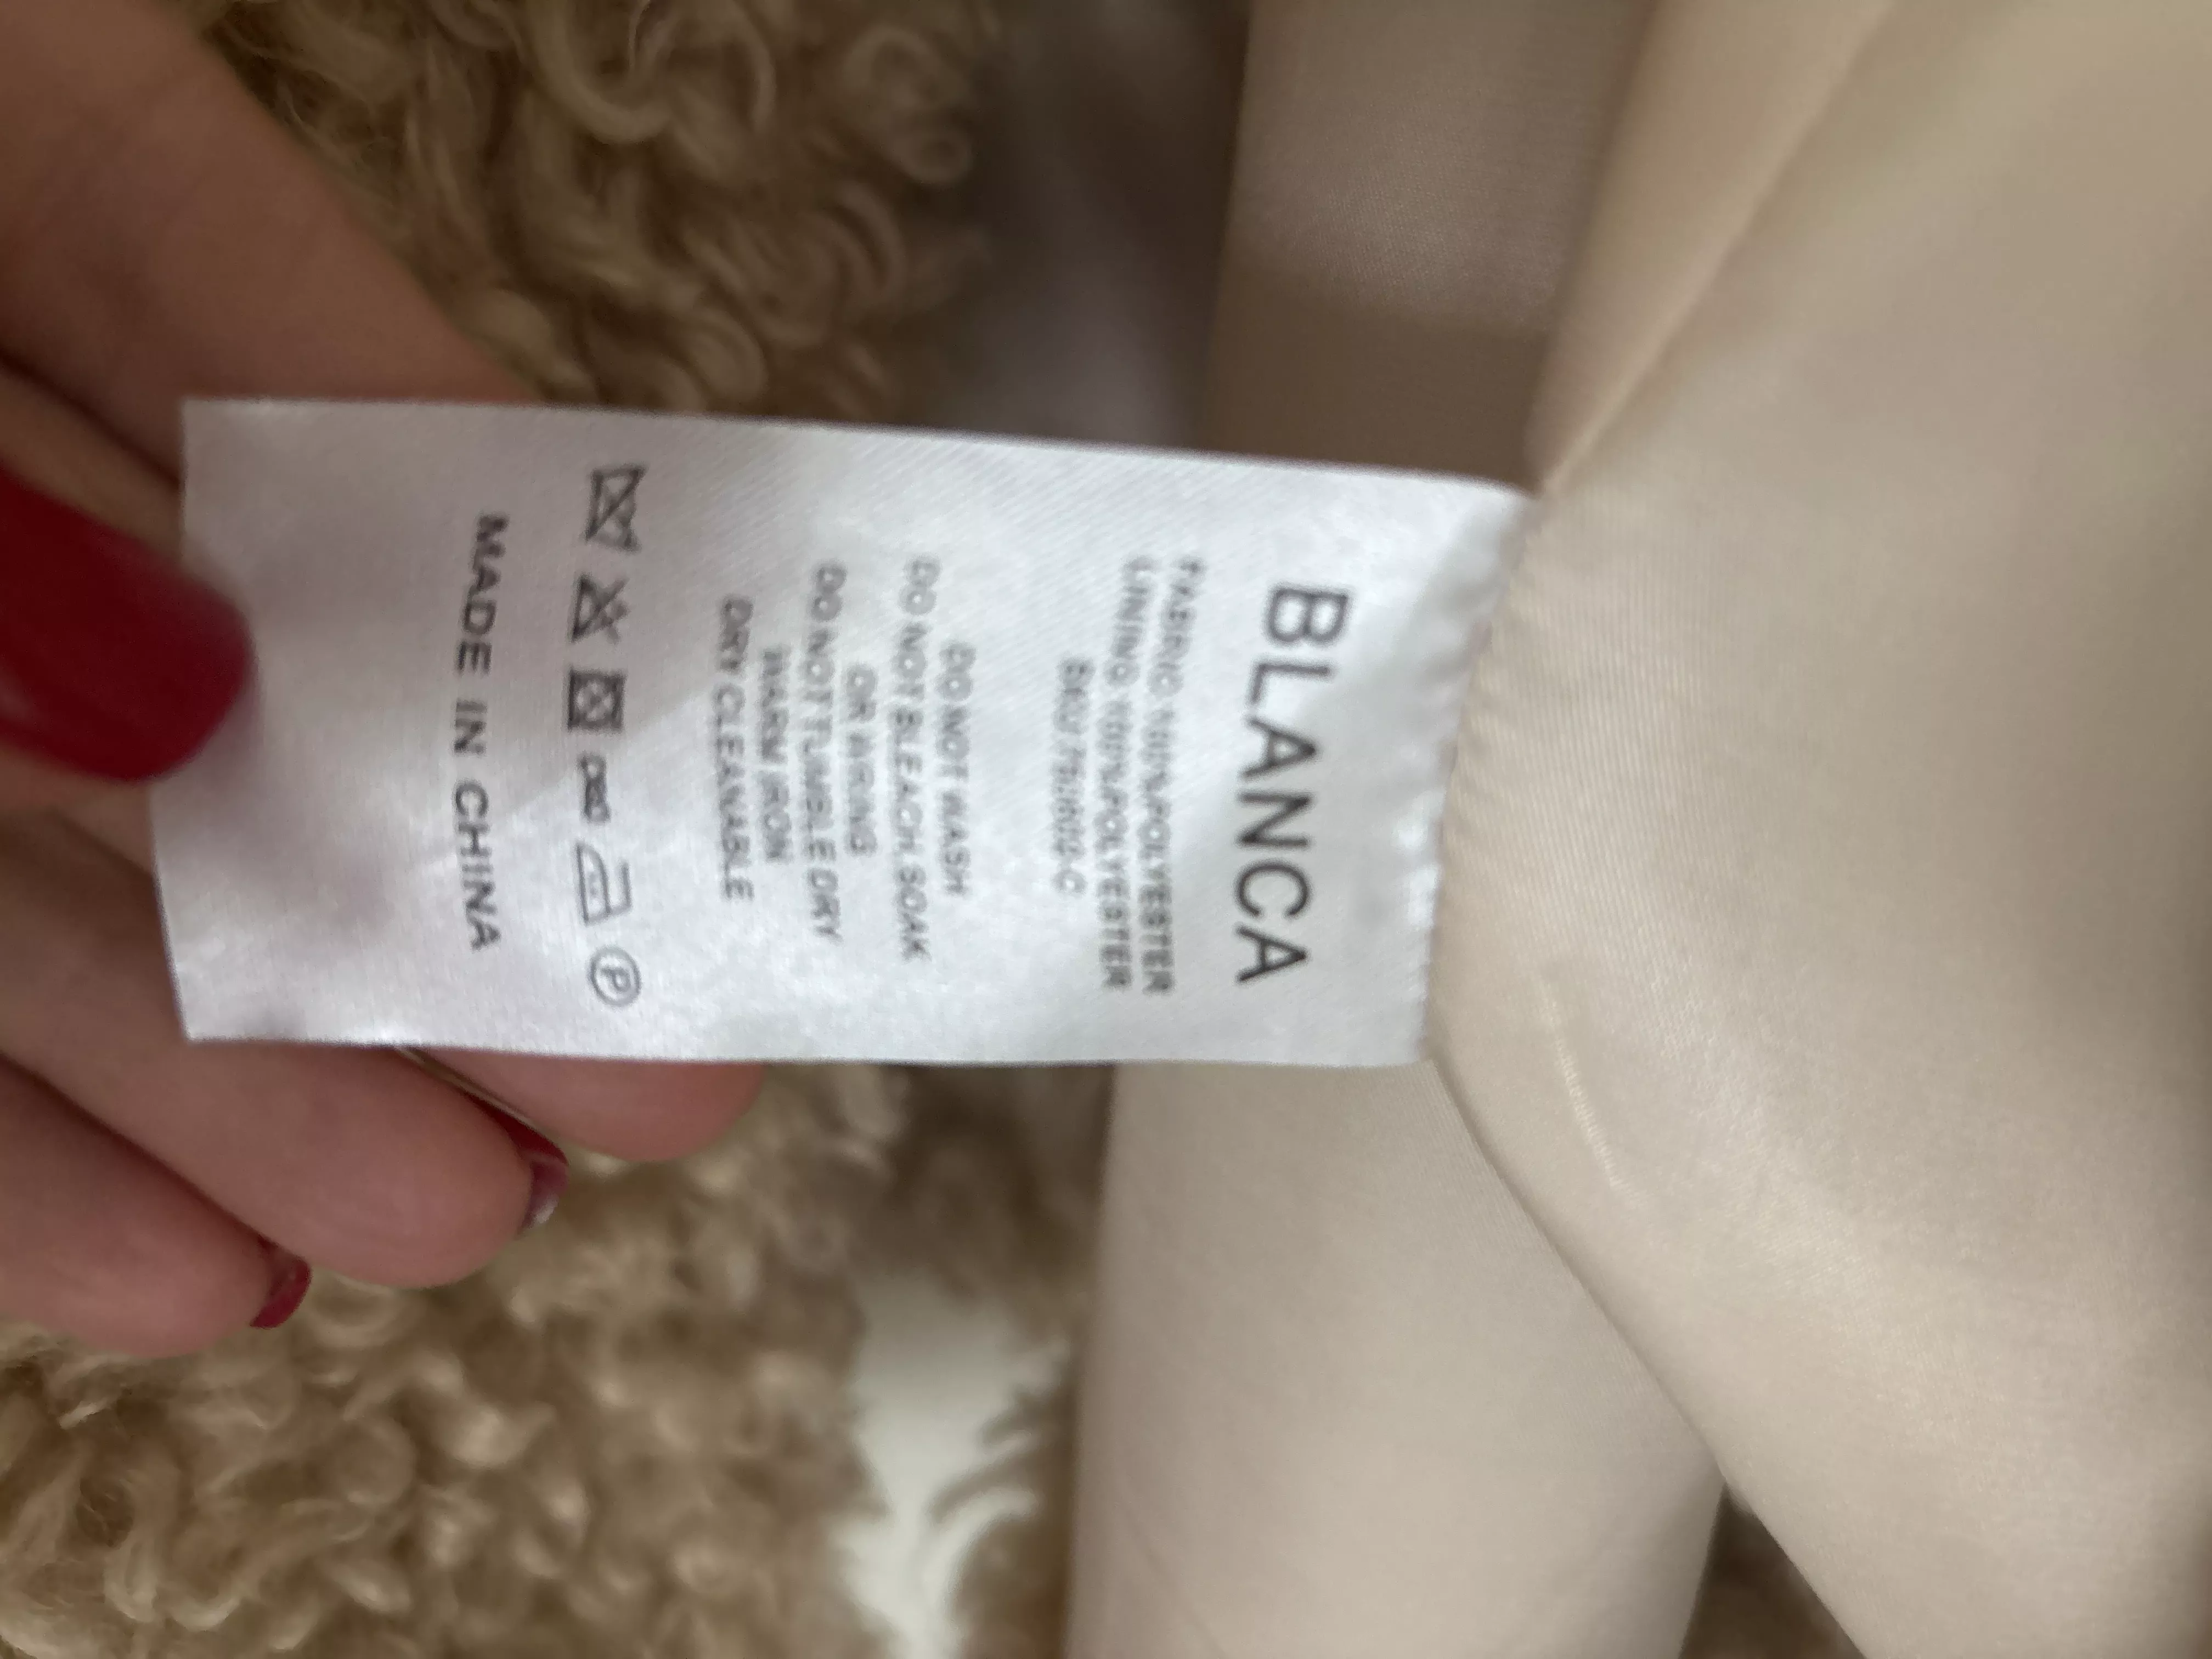 BLANCA
FABRIC 100%POLYESTER
LINING 100%POLYESTER
SKU
DO NOT WASH
DO NOT BLEACH, SOAK
OR WRING
DO NOT TUMBLE DRY
WARM IRON
DRY CLEANABLE
P
MADE IN CHINA